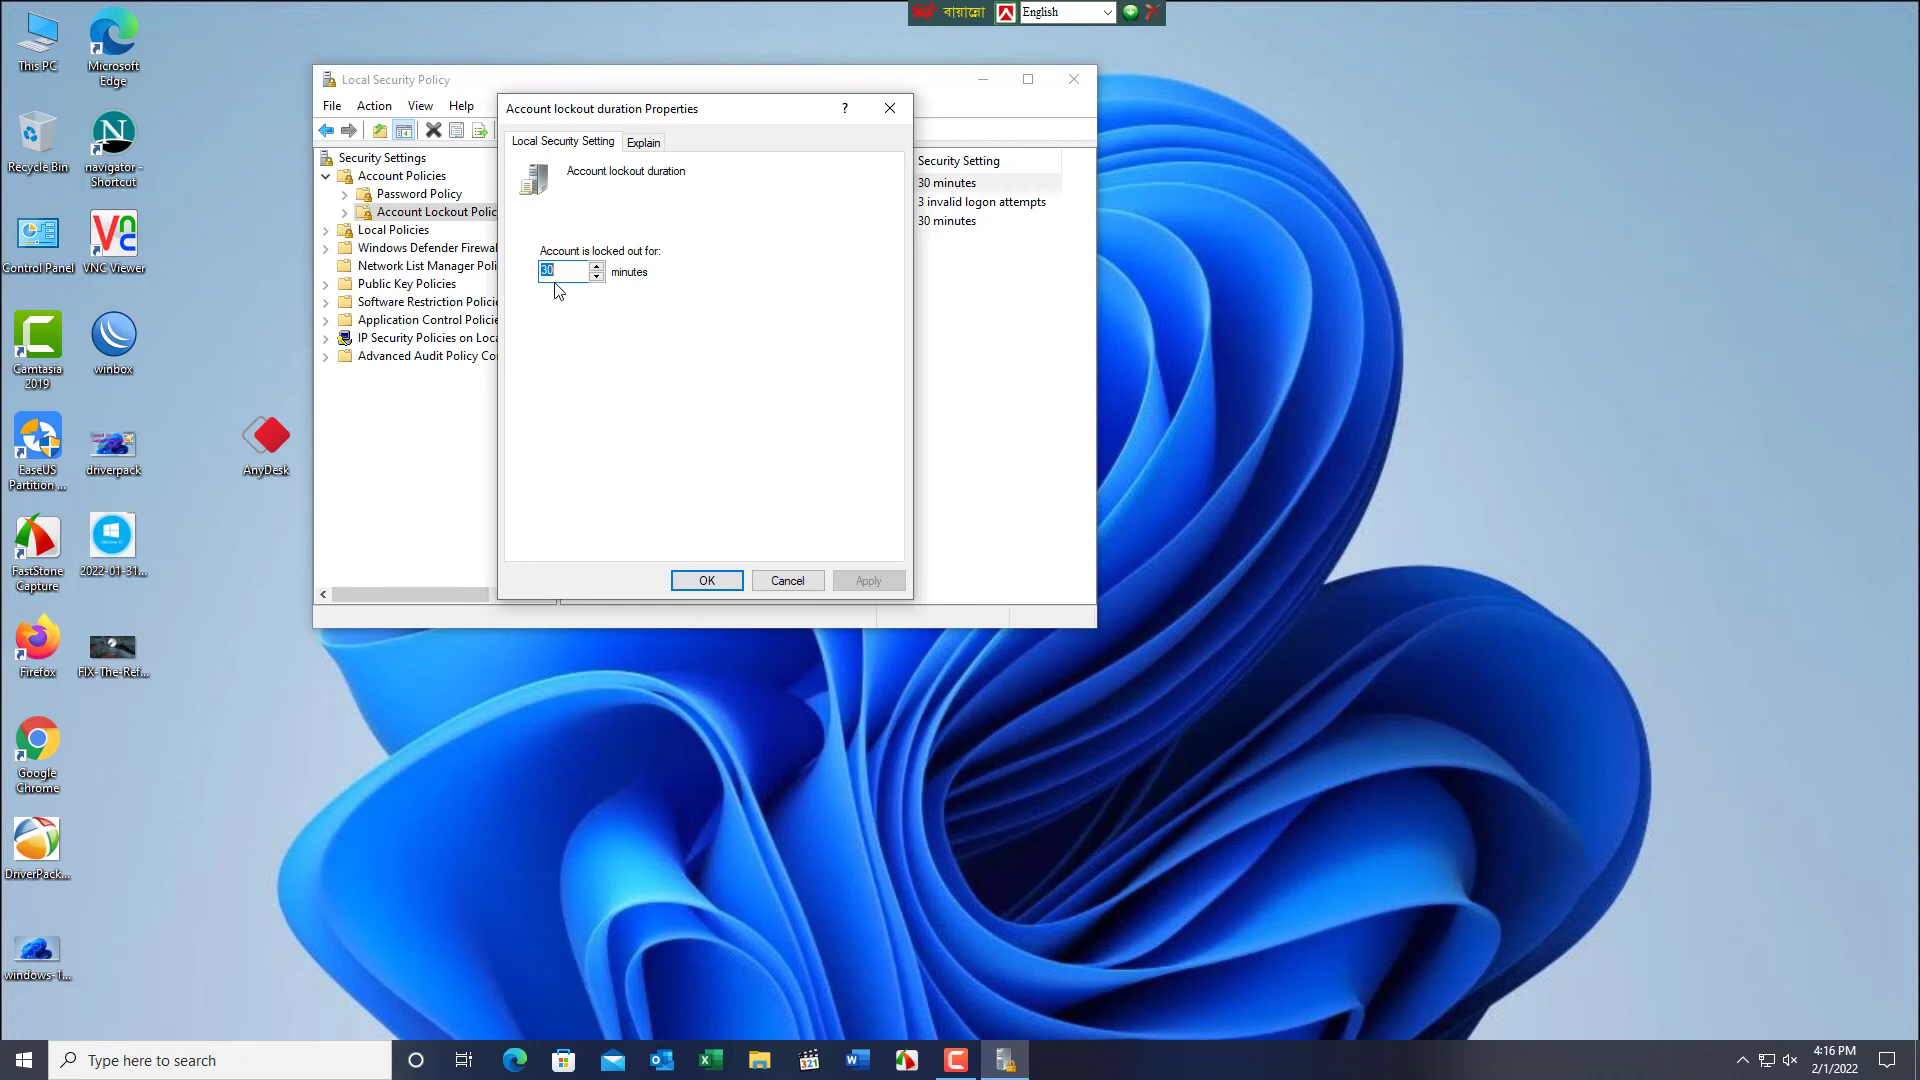 বায়ান্নো
English
This PC
Microsoft
Edge
Recycle Bin
navigator -
Shortcut
Control Panel
VNC Viewer
Camtasia
2019
winbox
EaseUS
Partition ...
driverpack
AnyDesk
FastStone
Capture
2022-01-31...
Firefox
FIX-The-Ref...
Google
Chrome
DriverPack...
windows-1...
Local Security Policy
File Action View Help
Security Settings
Account Policies
Password Policy
Account Lockout Polic
Local Policies
Windows Defender Firewal
Network List Manager Poli
Public Key Policies
Software Restriction Policie
Application Control Policie
IP Security Policies on Loca
Advanced Audit Policy Co
Security Setting
30 minutes
3 invalid logon attempts
30 minutes
Account lockout duration Properties
?
Local Security Setting Explain
Account lockout duration
Account is locked out for:
30 minutes
OK Cancel Apply
Type here to search
4:16 PM
2/1/2022